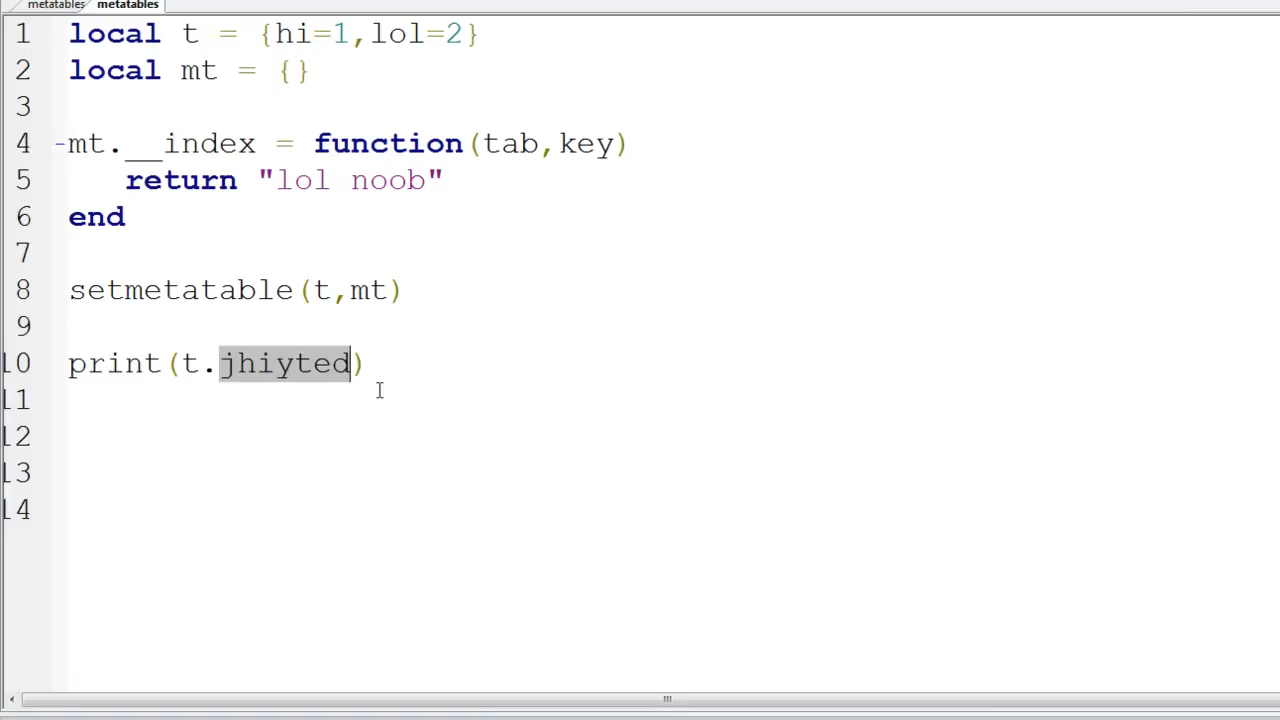 metatables metatables
1 local t = {hi=1,lol=2}
2 local mt = {}
3
4 -mt.__index = function(tab,key)
5 return "lol noob"
6 end
7
8 setmetatable(t,mt)
9
10 print(t.jhiyted)
11
12
13
14